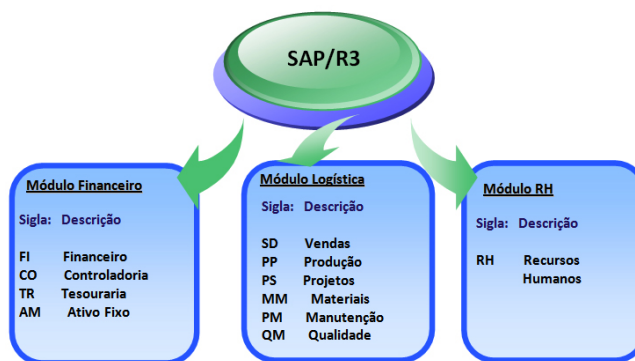 SAP/R3
Módulo Financeiro
Sigla: Descrição
FI Financeiro
CO Controladoria
TR Tesouraria
AM Ativo Fixo
Módulo Logística
Sigla: Descrição
SD Vendas
PP Produção
PS Projetos
MM Materiais
PM Manutenção
QM Qualidade
Módulo RH
Sigla: Descrição
RH Recursos
Humanos